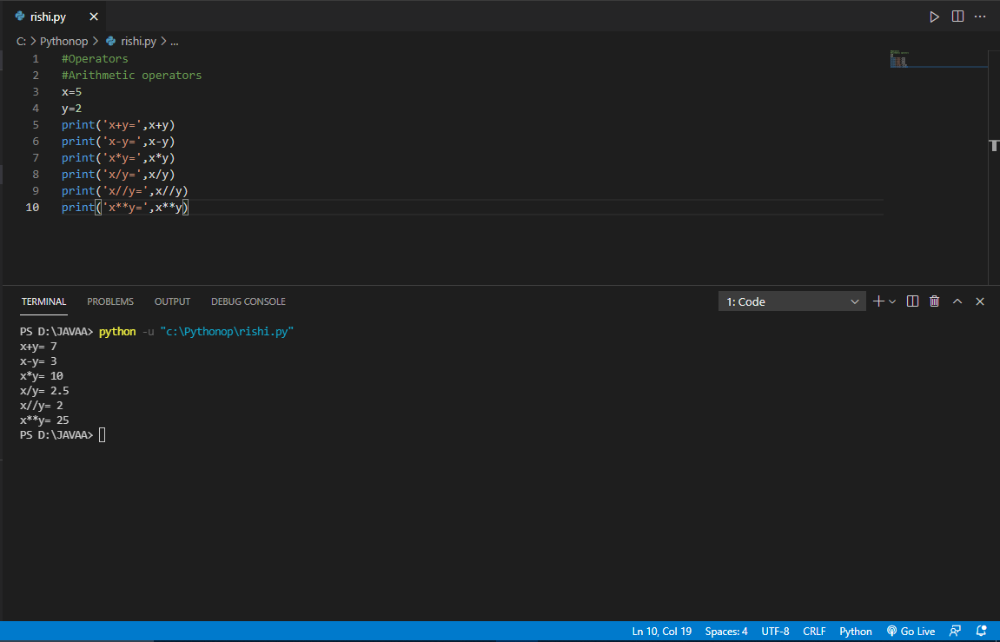 rishi.py
C: > Pythonop > rishi.py > ...
1 #Operators
2 #Arithmetic operators
3 x=5
4 y=2
5 print('x+y=',x+y)
6 print('x-y=',x-y)
7 print('x*y=',x*y)
8 print('x/y=',x/y)
9 print('x//y=',x//y)
10 print('x**y=',x**y)
TERMINAL PROBLEMS OUTPUT DEBUG CONSOLE 1: Code
PS D:\JAVAA> python -u "c:\Pythonop\rishi.py"
x+y= 7
x-y= 3
x*y= 10
x/y= 2.5
x//y= 2
x**y= 25
PS D:\JAVAA>
Ln 10, Col 19 Spaces: 4 UTF-8 CRLF Python Go Live